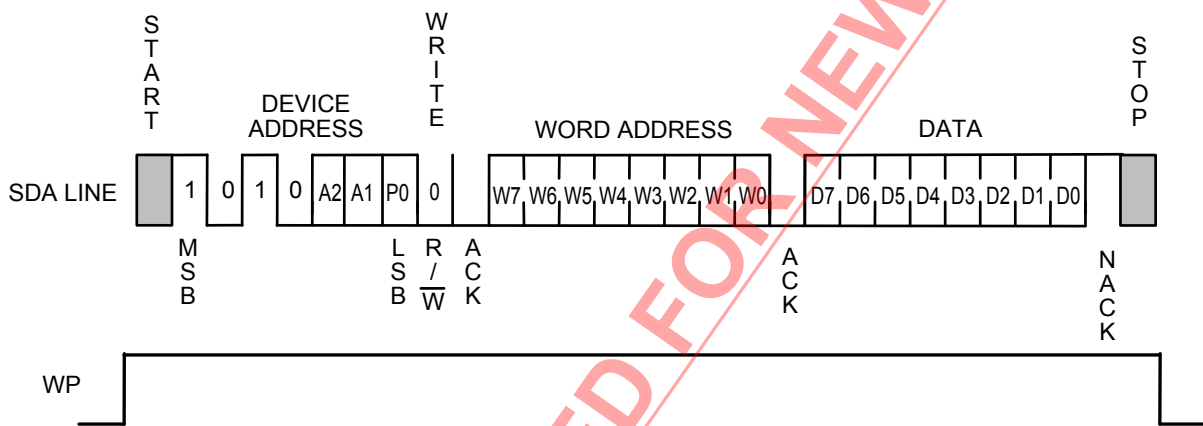 START
WRITE
STOP
DEVICE
ADDRESS
WORD ADDRESS
DATA
SDA LINE
1 0 1 0 A2 A1 P0 0 W7 W6 W5 W4 W3 W2 W1 W0 D7 D6 D5 D4 D3 D2 D1 D0
MSB
LSB
R/W
ACK
ACK
NACK
WP
ED FOR NEW